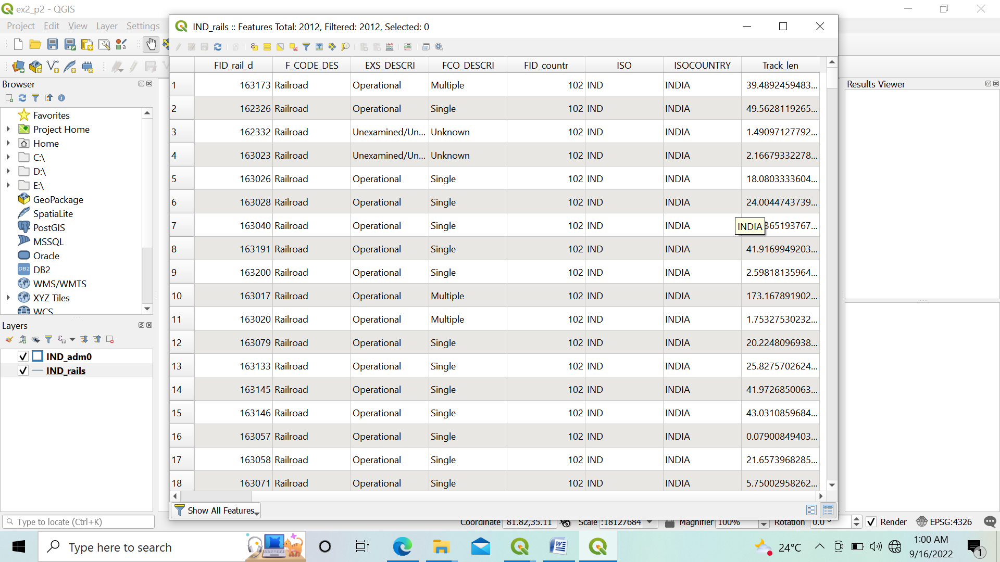 ex2_p2 - QGIS
Project Edit View Layer Settings
IND_rails :: Features Total: 2012, Filtered: 2012, Selected: 0
FID_rail_d F_CODE_DES EXS_DESCRI FCO_DESCRI FID_countr ISO ISOCOUNTRY Track_len
1 163173 Railroad Operational Multiple 102 IND INDIA 39.4892459483...
2 162326 Railroad Operational Single 102 IND INDIA 49.5628119265...
3 162332 Railroad Unexamined/Un... Unknown 102 IND INDIA 1.49097127792...
4 163023 Railroad Unexamined/Un... Unknown 102 IND INDIA 2.16679332278...
5 163026 Railroad Operational Single 102 IND INDIA 18.0803333604...
6 163028 Railroad Operational Single 102 IND INDIA 24.0044743739...
7 163040 Railroad Operational Single 102 IND INDIA INDIA 365193767...
8 163191 Railroad Operational Single 102 IND INDIA 41.9169949203...
9 163200 Railroad Operational Single 102 IND INDIA 2.59818135964...
10 163017 Railroad Operational Multiple 102 IND INDIA 173.167891902...
11 163020 Railroad Operational Multiple 102 IND INDIA 1.75327530232...
12 163079 Railroad Operational Single 102 IND INDIA 20.2248096938...
13 163133 Railroad Operational Single 102 IND INDIA 25.8275702624...
14 163145 Railroad Operational Single 102 IND INDIA 41.9726850063...
15 163146 Railroad Operational Single 102 IND INDIA 43.0310859684...
16 163057 Railroad Operational Single 102 IND INDIA 0.07900849403...
17 163058 Railroad Operational Single 102 IND INDIA 21.6573968285...
18 163071 Railroad Operational Single 102 IND INDIA 5.75002958262...
Show All Features
Browser
Favorites
Project Home
Home
C:\
D:\
E:\
GeoPackage
SpatiaLite
PostGIS
MSSQL
Oracle
DB2 DB2
WMS/WMTS
XYZ Tiles
WCS
Layers
IND_adm0
IND_rails
Results Viewer
Type to locate (Ctrl+K)
Coordinate 81.82,35.11 Scale :18127684 Magnifier 100% Rotation 0.0 ° Render EPSG:4326
Type here to search
24°C
1:00 AM
9/16/2022
1